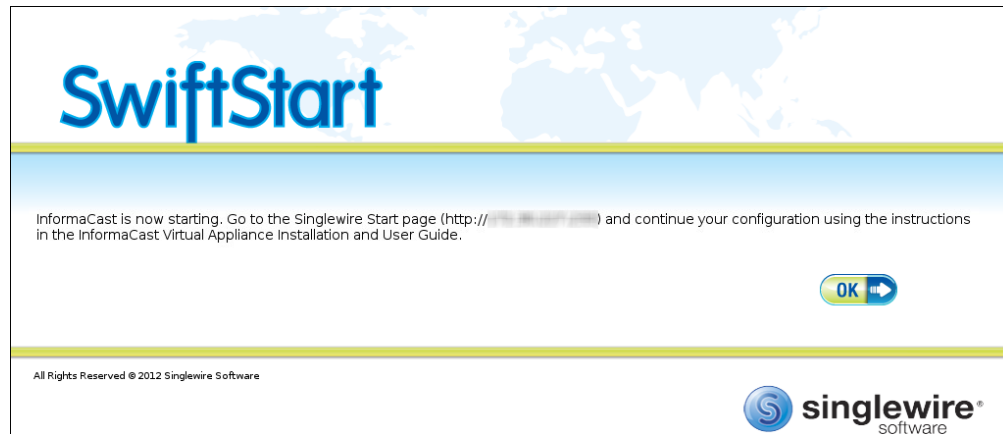 SwiftStart
InformaCast is now starting. Go to the Singlewire Start page (http:// ) and continue your configuration using the instructions
in the InformaCast Virtual Appliance Installation and User Guide.
OK
All Rights Reserved © 2012 Singlewire Software
S singlewire®
software